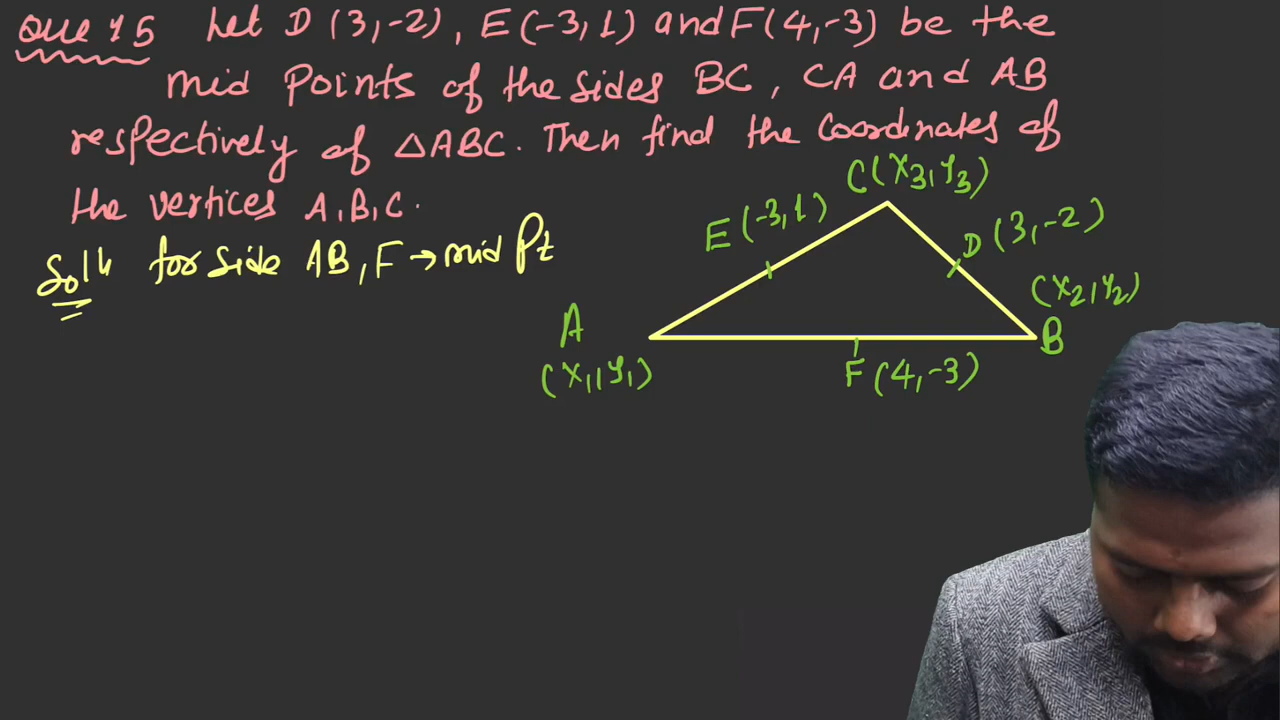 Que 15 Let D (3,-2), E(-3,1) and F(4,-3) be the
mid points of the sides BC, CA and AB
respectively of △ABC. Then find the coordinates of
the vertices A,B,C.
Solⁿ for side AB, F → mid Pt
C(x₃,y₃)
E(-3,1)
D(3,-2)
(x₂,y₂)
A
B
(x₁,y₁)
F(4,-3)